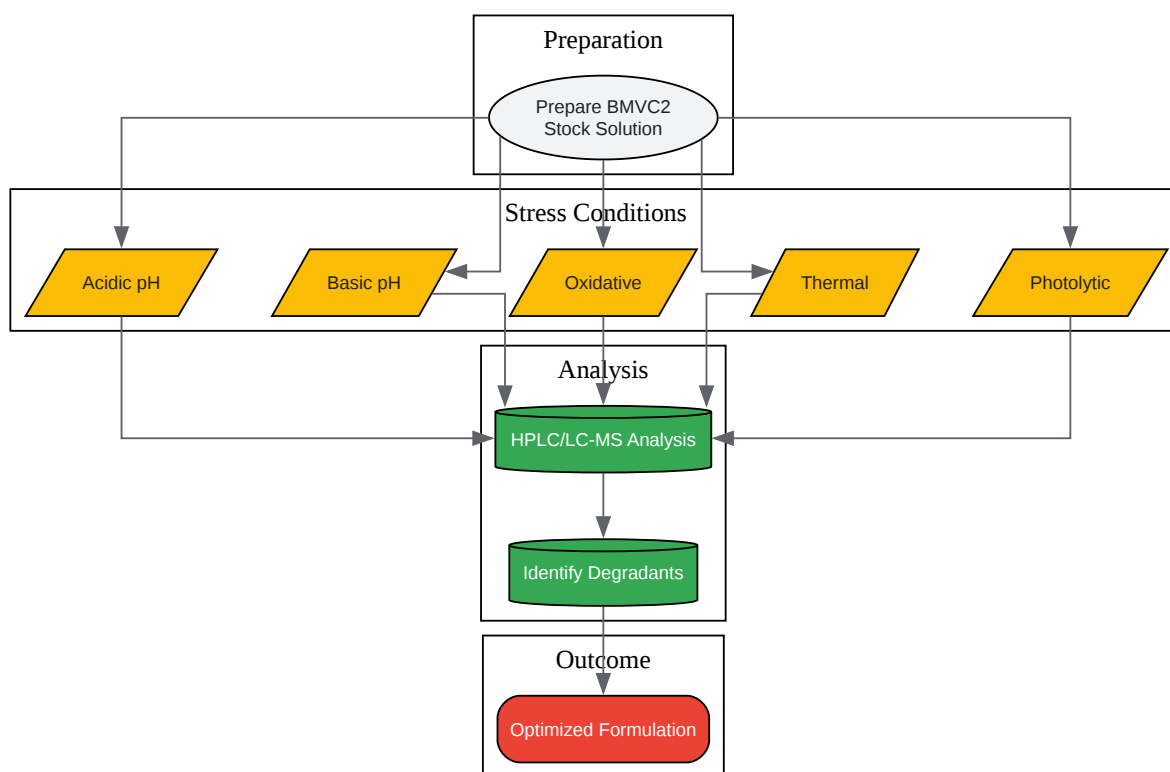 Preparation
Prepare BMVC2
Stock Solution
Stress Conditions
Acidic pH
Basic pH
Oxidative
Thermal
Photolytic
Analysis
HPLC/LC-MS Analysis
Identify Degradants
Outcome
Optimized Formulation